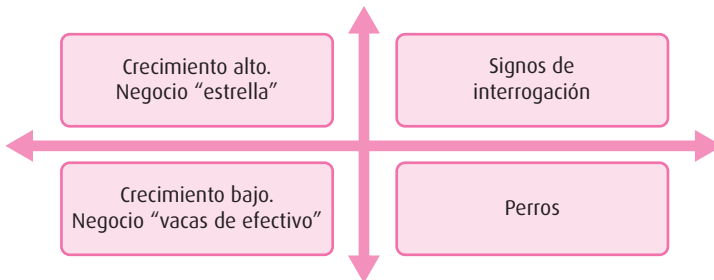 Crecimiento alto.
Negocio “estrella”
Signos de
interrogación
Crecimiento bajo.
Negocio “vacas de efectivo”
Perros